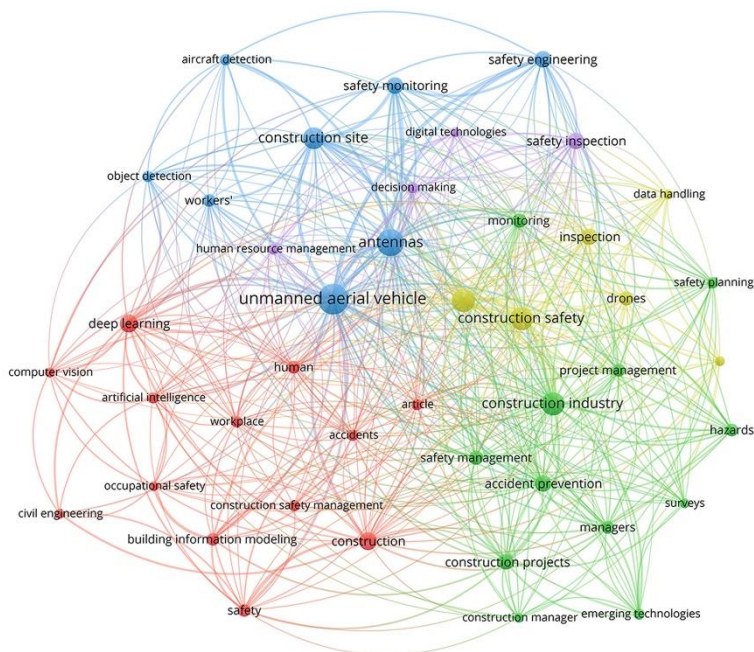 aircraft detection
safety engineering
safety monitoring
digital technologies
construction site
safety inspection
object detection
decision making
data handling
workers'
monitoring
inspection
human resource management
antennas
safety planning
unmanned aerial vehicle
drones
construction safety
deep learning
computer vision
human
project management
artificial intelligence
article
construction industry
workplace
accidents
hazards
safety management
occupational safety
accident prevention
construction safety management
surveys
civil engineering
managers
building information modeling
construction
construction projects
safety
construction manager
emerging technologies